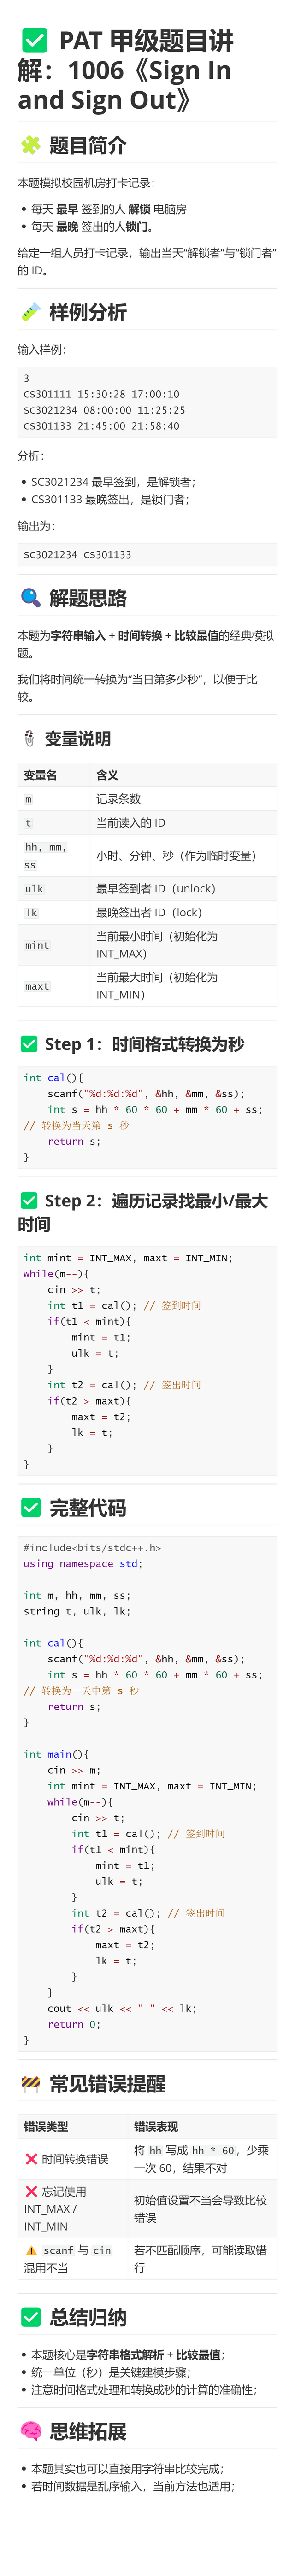 ✅ PAT 甲级题目讲
解：1006《Sign In
and Sign Out》
🧩 题目简介
本题模拟校园机房打卡记录：
• 每天 最早 签到的人 解锁 电脑房
• 每天 最晚 签出的人锁门。
给定一组人员打卡记录，输出当天“解锁者”与“锁门者”
的 ID。
🧪 样例分析
输入样例：
3
CS301111 15:30:28 17:00:10
SC3021234 08:00:00 11:25:25
CS301133 21:45:00 21:58:40
分析：
• SC3021234 最早签到，是解锁者；
• CS301133 最晚签出，是锁门者；
输出为：
SC3021234 CS301133
🔍 解题思路
本题为字符串输入 + 时间转换 + 比较最值的经典模拟
题。
我们将时间统一转换为“当日第多少秒”，以便于比
较。
🖇️ 变量说明
变量名 含义
m 记录条数
t 当前读入的 ID
hh, mm,
ss 小时、分钟、秒（作为临时变量）
ulk 最早签到者 ID（unlock）
lk 最晚签出者 ID（lock）
mint 当前最小时间（初始化为
INT_MAX）
maxt 当前最大时间（初始化为
INT_MIN）
✅ Step 1：时间格式转换为秒
int cal(){
    scanf("%d:%d:%d", &hh, &mm, &ss);
    int s = hh * 60 * 60 + mm * 60 + ss;
// 转换为当天第 s 秒
    return s;
}
✅ Step 2：遍历记录找最小/最大
时间
int mint = INT_MAX, maxt = INT_MIN;
while(m--){
    cin >> t;
    int t1 = cal(); // 签到时间
    if(t1 < mint){
        mint = t1;
        ulk = t;
    }
    int t2 = cal(); // 签出时间
    if(t2 > maxt){
        maxt = t2;
        lk = t;
    }
}
✅ 完整代码
#include<bits/stdc++.h>
using namespace std;

int m, hh, mm, ss;
string t, ulk, lk;

int cal(){
    scanf("%d:%d:%d", &hh, &mm, &ss);
    int s = hh * 60 * 60 + mm * 60 + ss;
// 转换为一天中第 s 秒
    return s;
}

int main(){
    cin >> m;
    int mint = INT_MAX, maxt = INT_MIN;
    while(m--){
        cin >> t;
        int t1 = cal(); // 签到时间
        if(t1 < mint){
            mint = t1;
            ulk = t;
        }
        int t2 = cal(); // 签出时间
        if(t2 > maxt){
            maxt = t2;
            lk = t;
        }
    }
    cout << ulk << " " << lk;
    return 0;
}
🚧 常见错误提醒
错误类型 错误表现
❌ 时间转换错误 将 hh 写成 hh * 60，少乘
一次 60，结果不对
❌ 忘记使用
INT_MAX /
INT_MIN 初始值设置不当会导致比较
错误
⚠️ scanf 与 cin
混用不当 若不匹配顺序，可能读取错
行
✅ 总结归纳
• 本题核心是字符串格式解析 + 比较最值；
• 统一单位（秒）是关键建模步骤；
• 注意时间格式处理和转换成秒的计算的准确性；
🧠 思维拓展
• 本题其实也可以直接用字符串比较完成；
• 若时间数据是乱序输入，当前方法也适用；